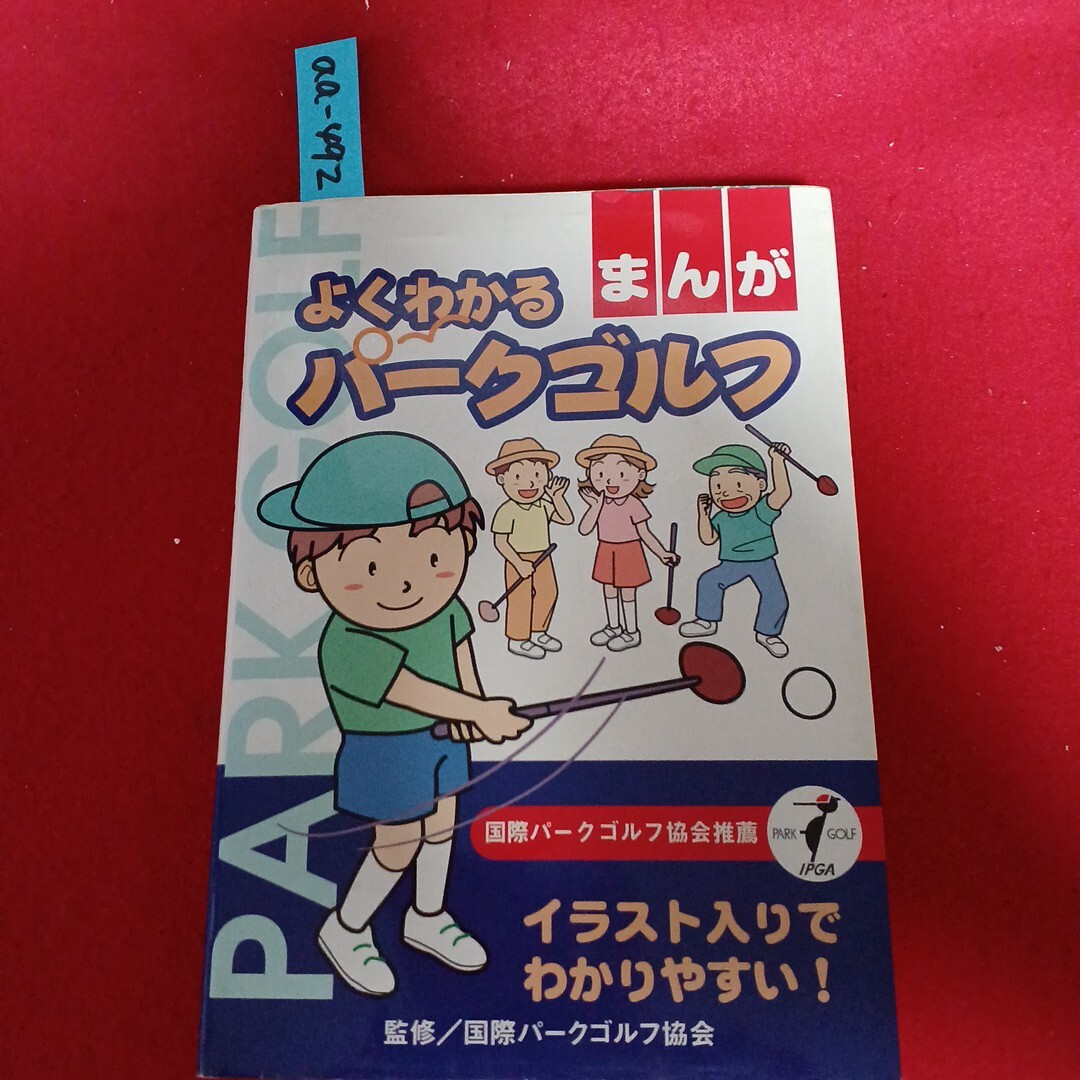 aa-492
まんが
よくわかる
パークゴルフ
PARK GOLF
国際パークゴルフ協会推薦
PARK GOLF
IPGA
イラスト入りで
わかりやすい！
監修／国際パークゴルフ協会